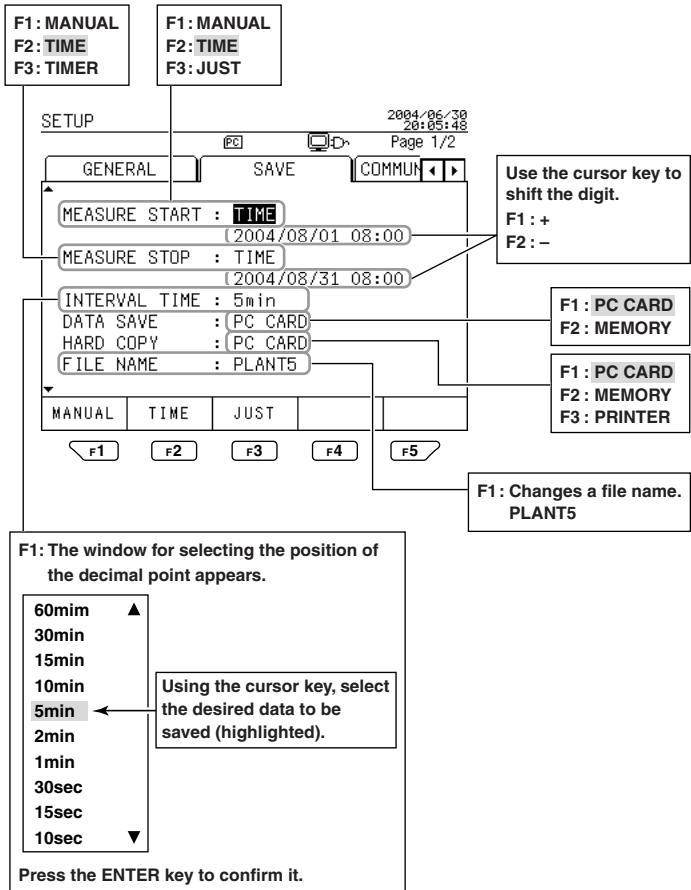 F1: MANUAL
F2: TIME
F3: TIMER
F1: MANUAL
F2: TIME
F3: JUST
SETUP
2004/06/30
20:05:48
PC
Page 1/2
GENERAL
SAVE
COMMUN
MEASURE START : TIME
(2004/08/01 08:00)
MEASURE STOP : TIME
(2004/08/31 08:00)
INTERVAL TIME : 5min
DATA SAVE : PC CARD
HARD COPY : PC CARD
FILE NAME : PLANT5
MANUAL TIME JUST
F1 F2 F3 F4 F5
Use the cursor key to
shift the digit.
F1 : +
F2 : –
F1 : PC CARD
F2 : MEMORY
F1 : PC CARD
F2 : MEMORY
F3 : PRINTER
F1: Changes a file name.
PLANT5
F1: The window for selecting the position of
the decimal point appears.
60mim
30min
15min
10min
5min
2min
1min
30sec
15sec
10sec
Using the cursor key, select
the desired data to be
saved (highlighted).
Press the ENTER key to confirm it.